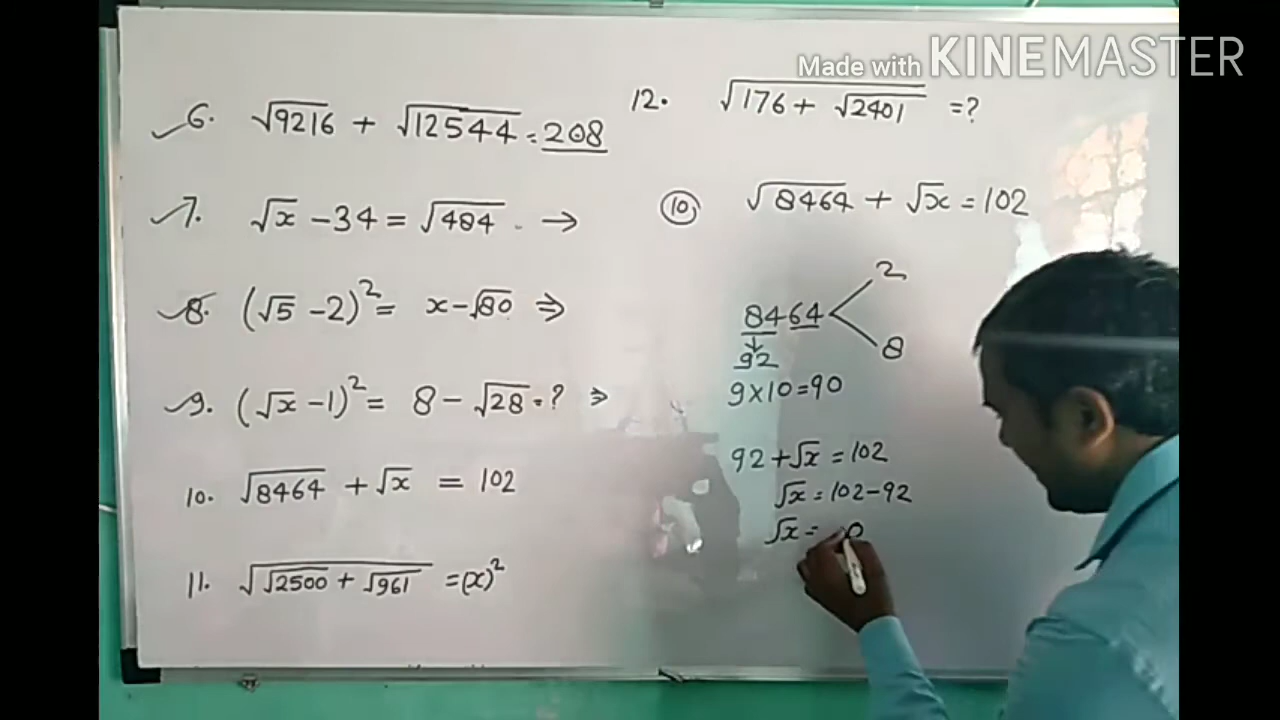 Made with KINEMASTER
6. √9216 + √12544 = 208
7. √x - 34 = √484 . →
8. (√5 - 2)² = x - √80 ⇒
9. (√x - 1)² = 8 - √28 = ? ⇒
10. √8464 + √x = 102
11. √(√2500 + √961) = (x)²
12. √(176 + √2401) = ?
10 √8464 + √x = 102
2
8464
8
92
9×10=90
92 + √x = 102
√x = 102-92
√x =